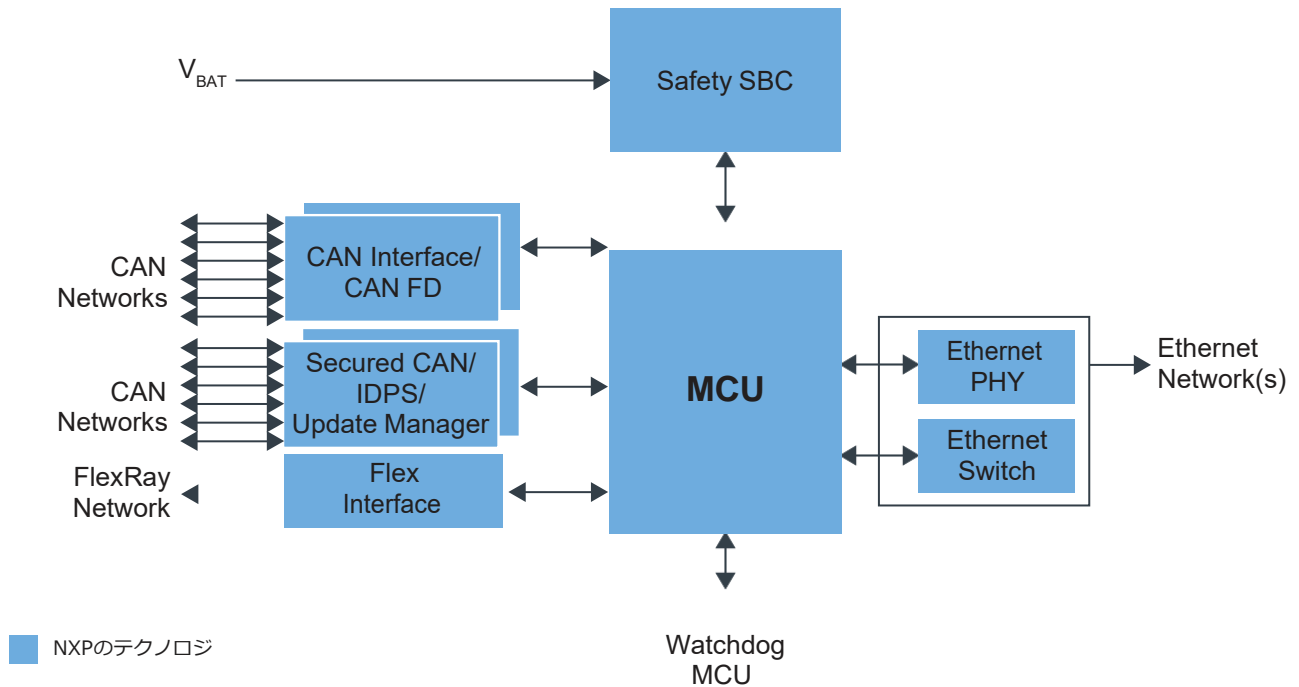 V_BAT
Safety SBC
CAN
Networks
CAN Interface/
CAN FD
CAN
Networks
Secured CAN/
IDPS/
Update Manager
FlexRay
Network
Flex
Interface
MCU
Ethernet
PHY
Ethernet
Switch
Ethernet
Network(s)
Watchdog
MCU
NXPのテクノロジ